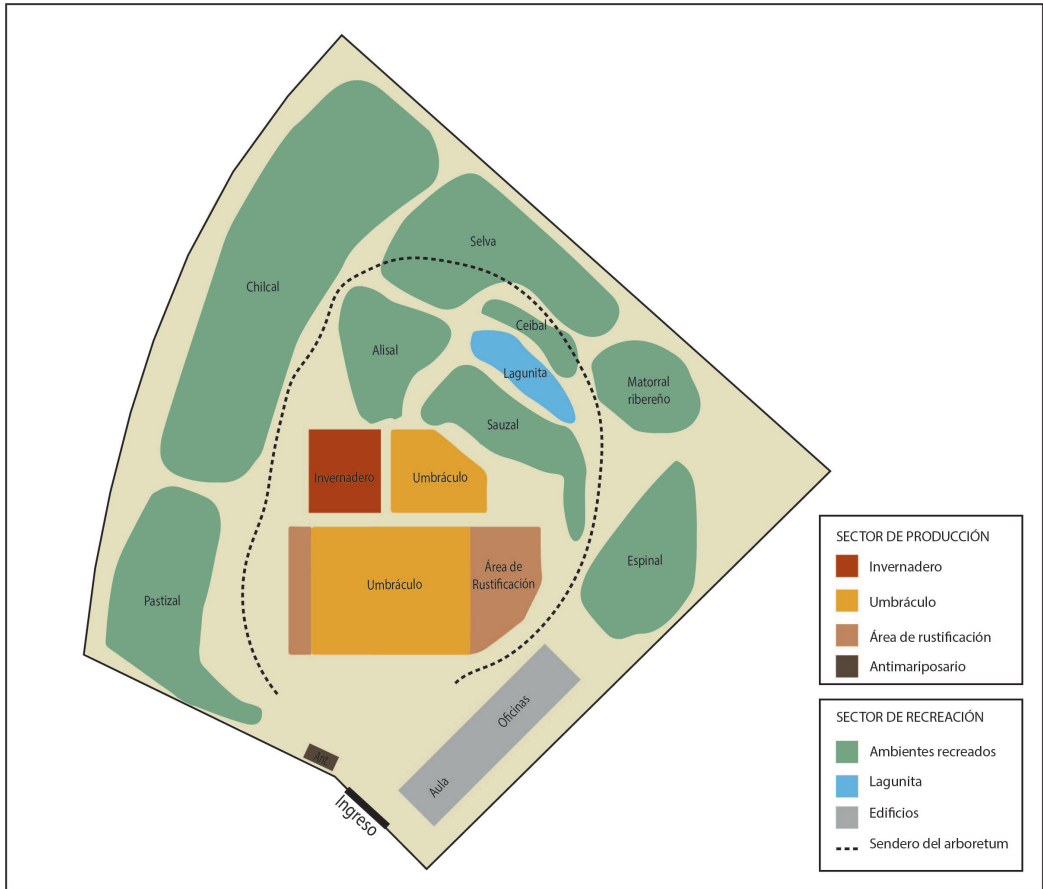 Selva
Chilcal
Ceibal
Alisal
Lagunita
Matorral
ribereño
Sauzal
Invernadero
Umbráculo
Espinal
Umbráculo
Área de
Rustificación
Pastizal
Oficinas
Ant.
Aula
Ingreso
SECTOR DE PRODUCCIÓN
Invernadero
Umbráculo
Área de rustificación
Antimariposario
SECTOR DE RECREACIÓN
Ambientes recreados
Lagunita
Edificios
Sendero del arboretum